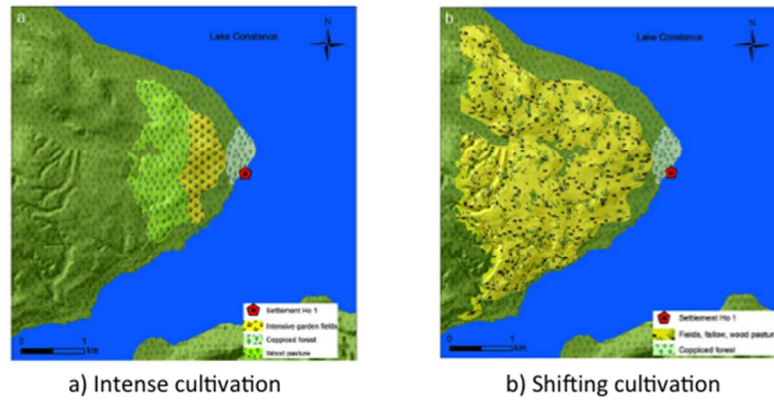 a
Lake Constance
N
Settlement Ho 1
Intensive garden fields
Coppiced forest
Wood pasture
0 1
km
a) Intense cultivation
b
Lake Constance
N
Settlement Ho 1
Fields, fallow, wood pasture
Coppiced forest
0 1
km
b) Shifting cultivation